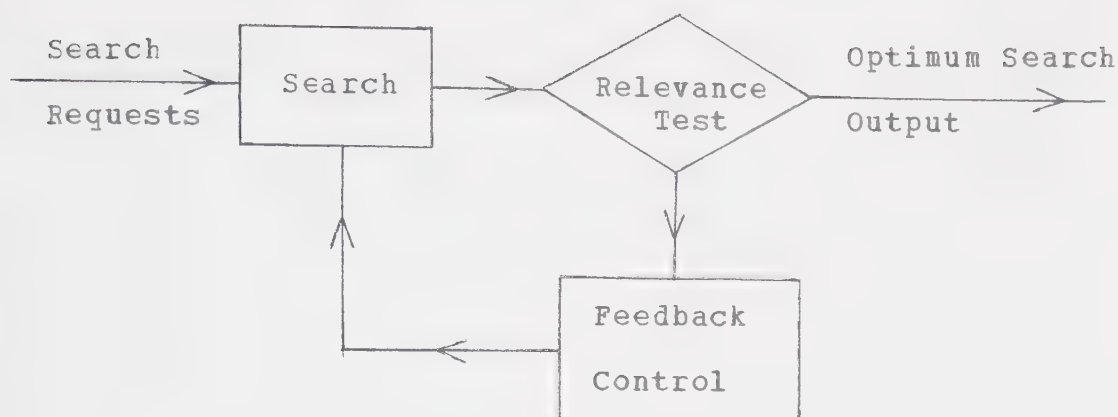 Search
Requests
Search
Relevance
Test
Optimum Search
Output
Feedback
Control